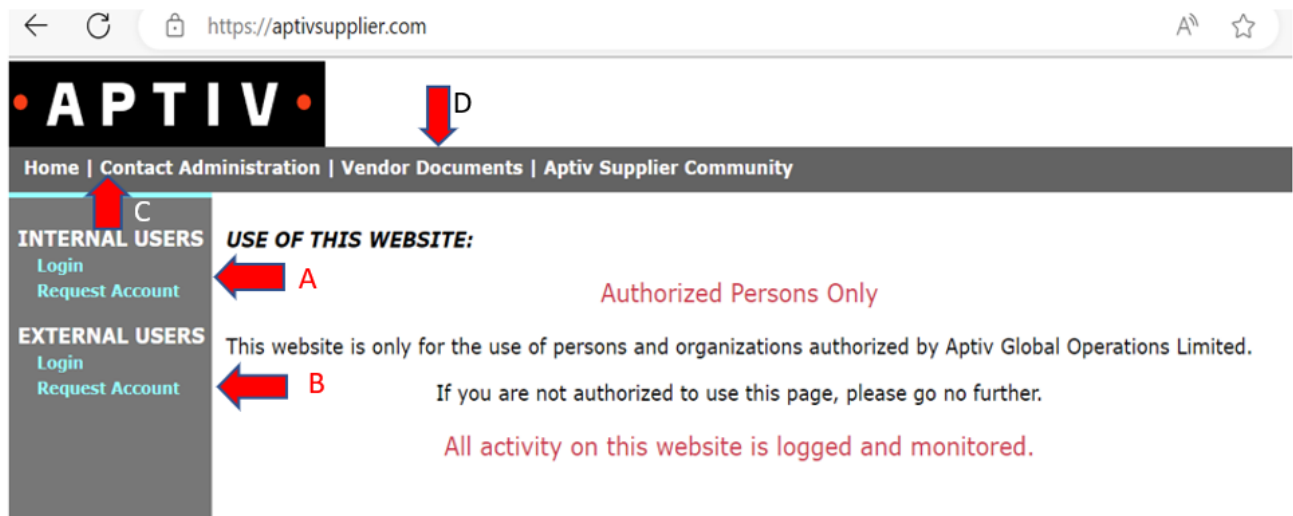 https://aptivsupplier.com
• A P T I V •
D
Home | Contact Administration | Vendor Documents | Aptiv Supplier Community
C
INTERNAL USERS
Login
Request Account
A
EXTERNAL USERS
Login
Request Account
B
USE OF THIS WEBSITE:
Authorized Persons Only
This website is only for the use of persons and organizations authorized by Aptiv Global Operations Limited.
If you are not authorized to use this page, please go no further.
All activity on this website is logged and monitored.